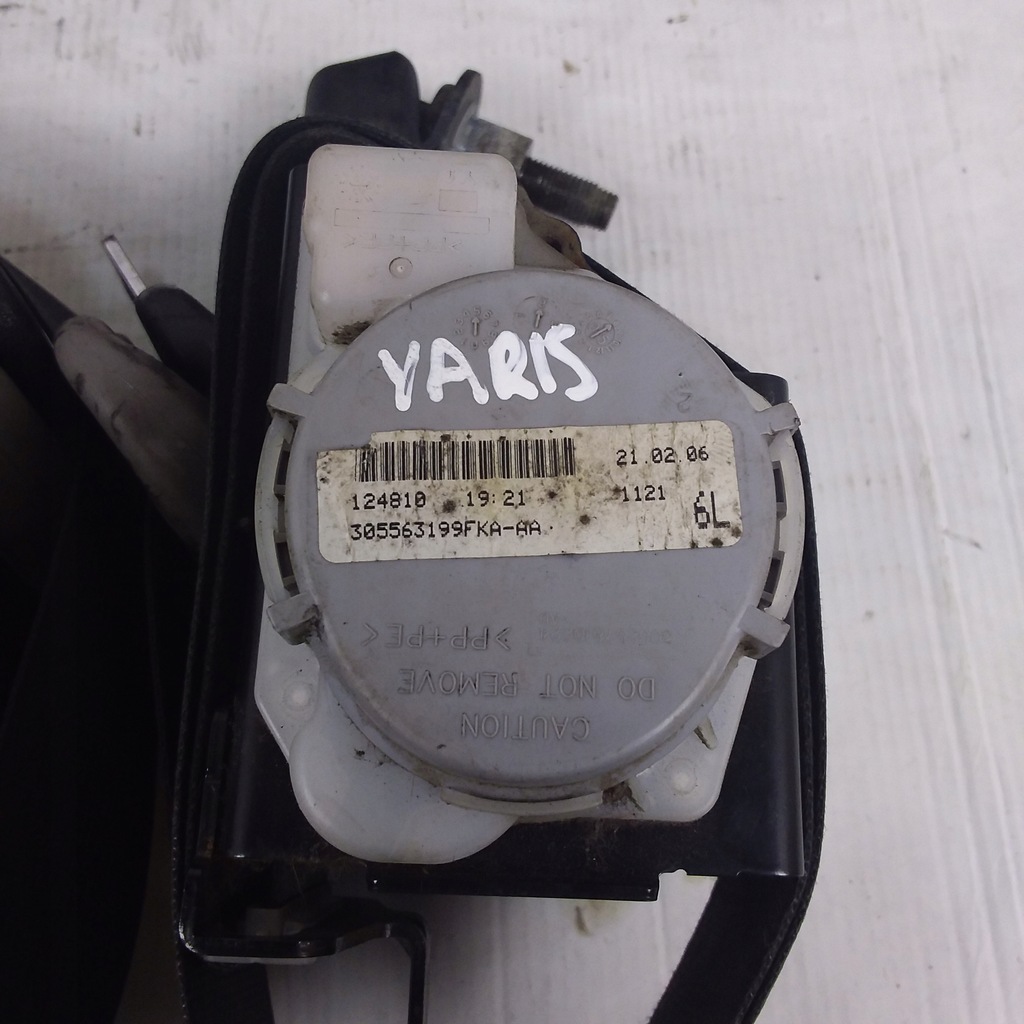 YARIS
21.02.06
124810 19:21 1121
305563199FKA-AA
6L
>PP+PE<
DO NOT REMOVE
CAUTION